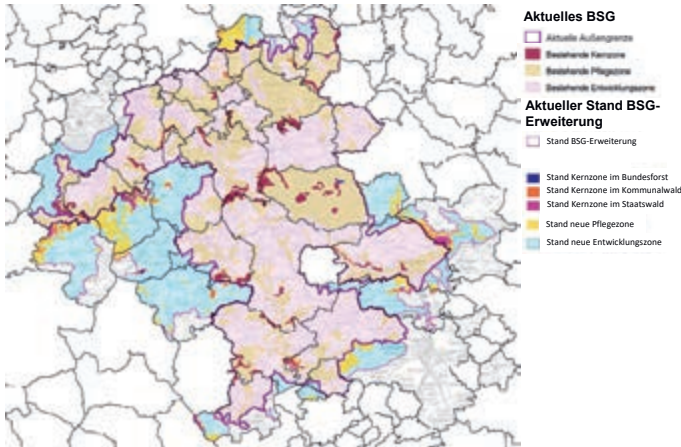 Aktuelles BSG
Aktuelle Außengrenze
Bestehende Kernzone
Bestehende Pflegezone
Bestehende Entwicklungszone
Aktueller Stand BSG-
Erweiterung
Stand BSG-Erweiterung
Stand Kernzone im Bundesforst
Stand Kernzone im Kommunalwald
Stand Kernzone im Staatswald
Stand neue Pflegezone
Stand neue Entwicklungszone